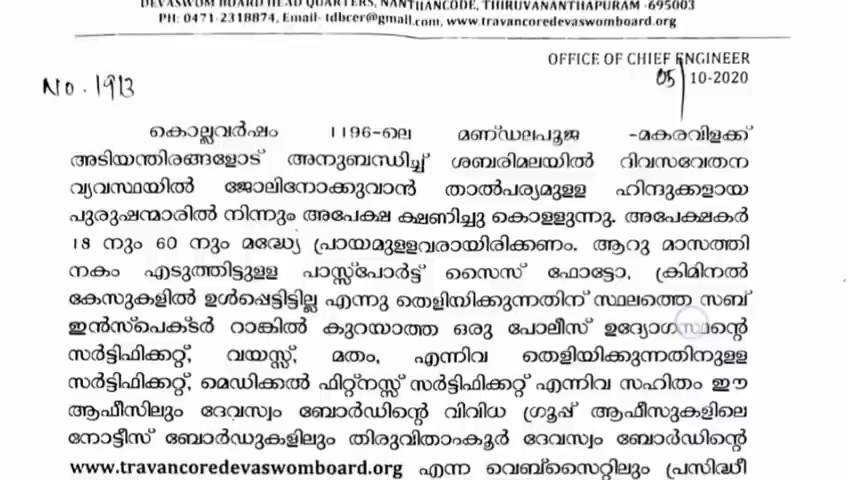 DEVASWOM BOARD HEAD QUARTERS, NANTHANCODE, THIRUVANANTHAPURAM -695003
PH: 0471-2318874, Email- tdbcer@gmail.com, www.travancoredevaswomboard.org
OFFICE OF CHIEF ENGINEER
No. 1913
05/10-2020
കൊല്ലവർഷം 1196-ലെ മണ്ഡലപൂജ -മകരവിളക്ക്
അടിയന്തിരങ്ങളോട് അനുബന്ധിച്ച് ശബരിമലയിൽ ദിവസവേതന
വ്യവസ്ഥയിൽ ജോലിനോക്കുവാൻ താൽപര്യമുളള ഹിന്ദുക്കളായ
പുരുഷന്മാരിൽ നിന്നും അപേക്ഷ ക്ഷണിച്ചു കൊളളുന്നു. അപേക്ഷകർ
18 നും 60 നും മദ്ധ്യേ പ്രായമുളളവരായിരിക്കണം. ആറു മാസത്തി
നകം എടുത്തിട്ടുളള പാസ്സ്പോർട്ട് സൈസ് ഫോട്ടോ, ക്രിമിനൽ
കേസുകളിൽ ഉൾപ്പെട്ടിട്ടില്ല എന്നു തെളിയിക്കുന്നതിന് സ്ഥലത്തെ സബ്
ഇൻസ്പെക്ടർ റാങ്കിൽ കുറയാത്ത ഒരു പോലീസ് ഉദ്യോഗസ്ഥന്റെ
സർട്ടിഫിക്കറ്റ്, വയസ്സ്, മതം, എന്നിവ തെളിയിക്കുന്നതിനുളള
സർട്ടിഫിക്കറ്റ്, മെഡിക്കൽ ഫിറ്റ്നസ്സ് സർട്ടിഫിക്കറ്റ് എന്നിവ സഹിതം ഈ
ആഫീസിലും ദേവസ്വം ബോർഡിന്റെ വിവിധ ഗ്രൂപ്പ് ആഫീസുകളിലെ
നോട്ടീസ് ബോർഡുകളിലും തിരുവിതാംകൂർ ദേവസ്വം ബോർഡിന്റെ
www.travancoredevaswomboard.org എന്ന വെബ്സൈറ്റിലും പ്രസിദ്ധീ